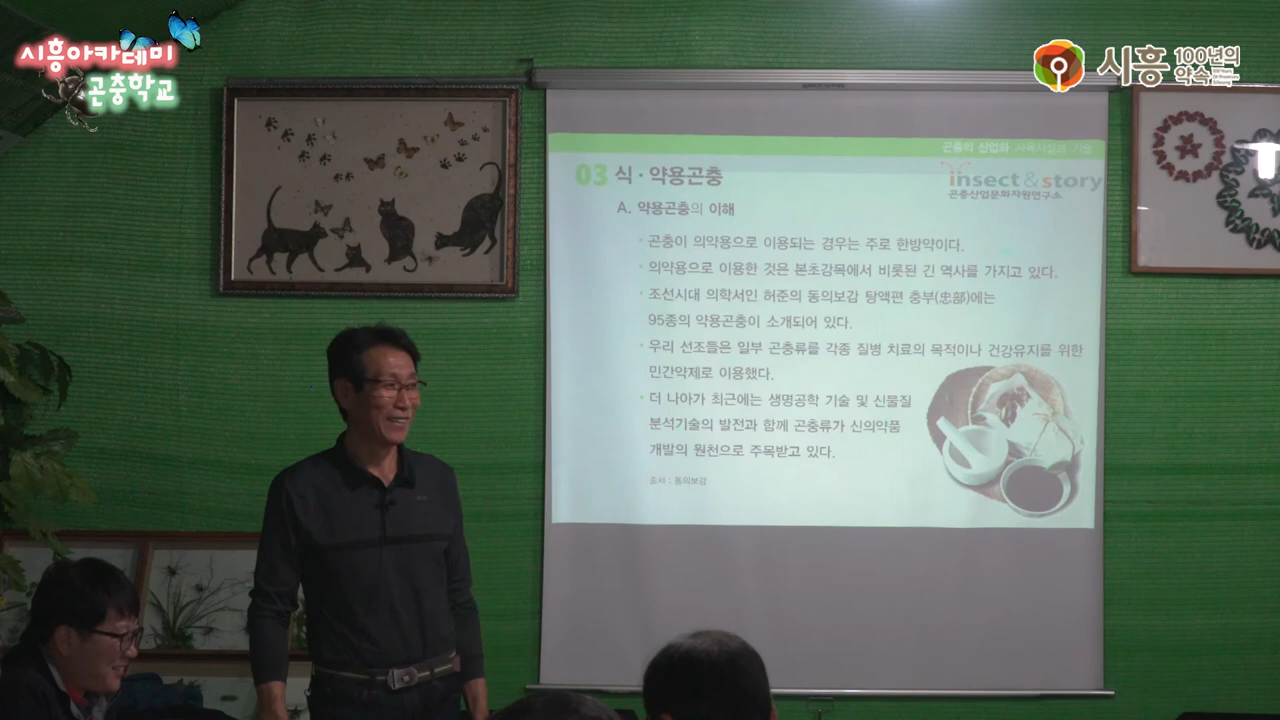 시흥아카데미
곤충학교
시흥 100년의
약속
곤충의 산업화 사육시설과 기술
insect & story
곤충산업문화자원연구소
03 식·약용곤충
A. 약용곤충의 이해
곤충이 의약용으로 이용되는 경우는 주로 한방약이다.
의약용으로 이용한 것은 본초강목에서 비롯된 긴 역사를 가지고 있다.
조선시대 의학서인 허준의 동의보감 탕액편 충부(忠部)에는
95종의 약용곤충이 소개되어 있다.
우리 선조들은 일부 곤충류를 각종 질병 치료의 목적이나 건강유지를 위한
민간약제로 이용했다.
더 나아가 최근에는 생명공학 기술 및 신물질
분석기술의 발전과 함께 곤충류가 신의약품
개발의 원천으로 주목받고 있다.
출처 : 동의보감